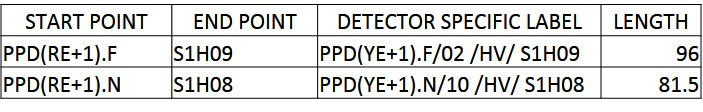 START POINT END POINT DETECTOR SPECIFIC LABEL LENGTH
PPD(RE+1).F S1H09 PPD(YE+1).F/02 /HV/ S1H09 96
PPD(RE+1).N S1H08 PPD(YE+1).N/10 /HV/ S1H08 81.5